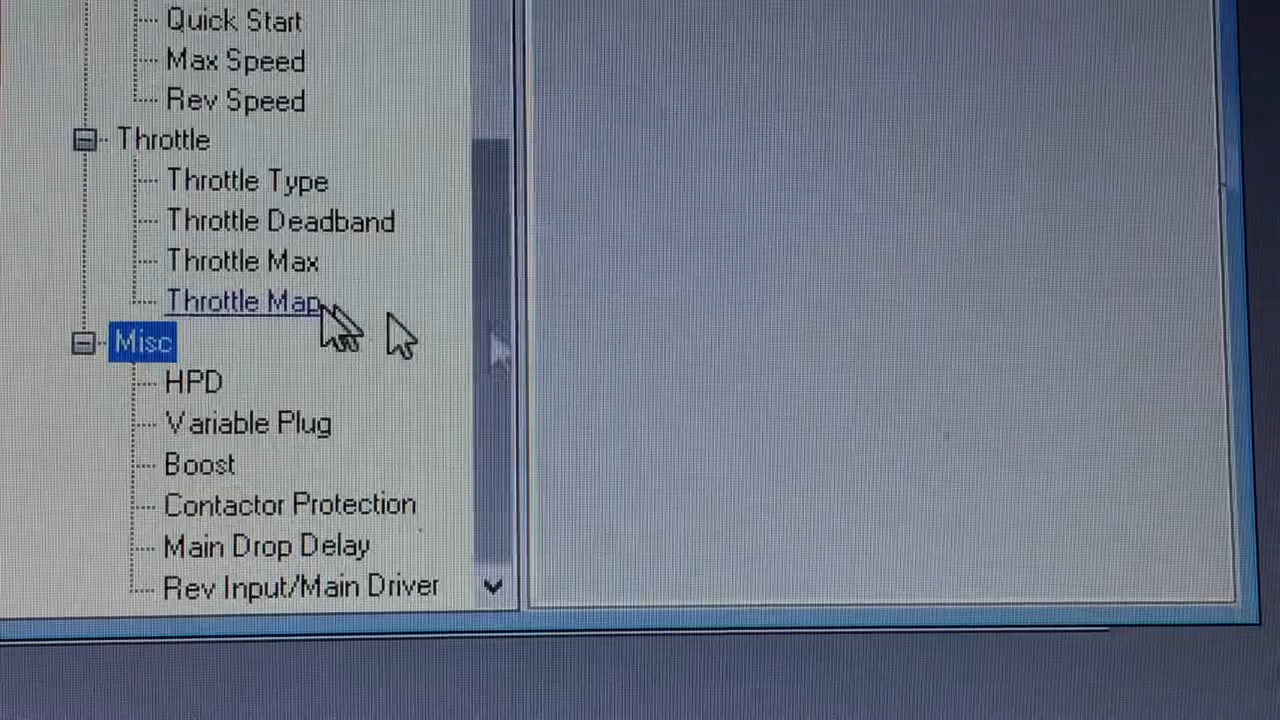 Quick Start
Max Speed
Rev Speed
Throttle
Throttle Type
Throttle Deadband
Throttle Max
Throttle Map
Misc
HPD
Variable Plug
Boost
Contactor Protection
Main Drop Delay
Rev Input/Main Driver